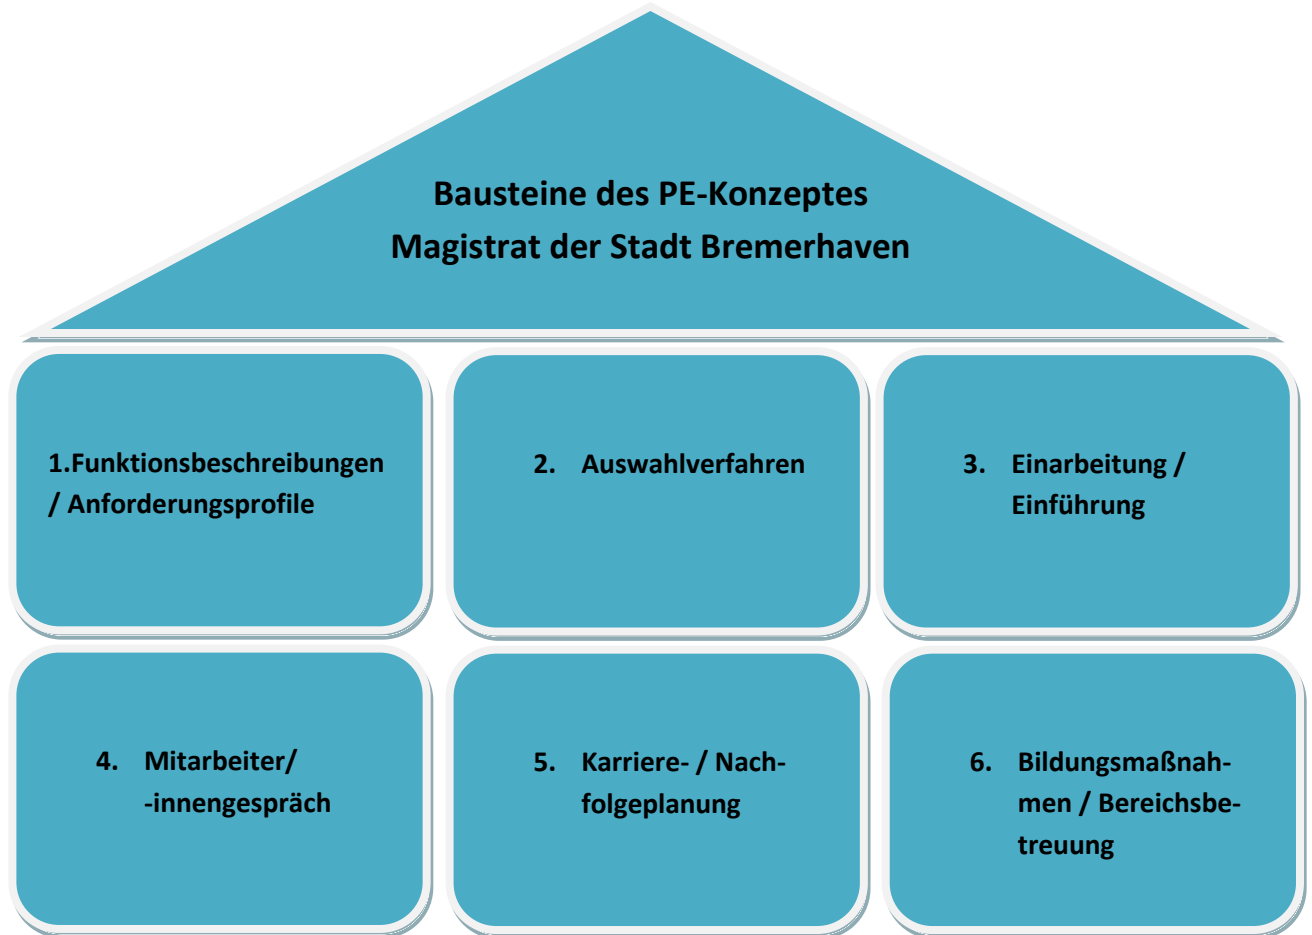 Bausteine des PE-Konzeptes
Magistrat der Stadt Bremerhaven
1.Funktionsbeschreibungen
/ Anforderungsprofile
2. Auswahlverfahren
3. Einarbeitung /
Einführung
4. Mitarbeiter/
-innengespräch
5. Karriere- / Nach-
folgeplanung
6. Bildungsmaßnah-
men / Bereichsbe-
treuung